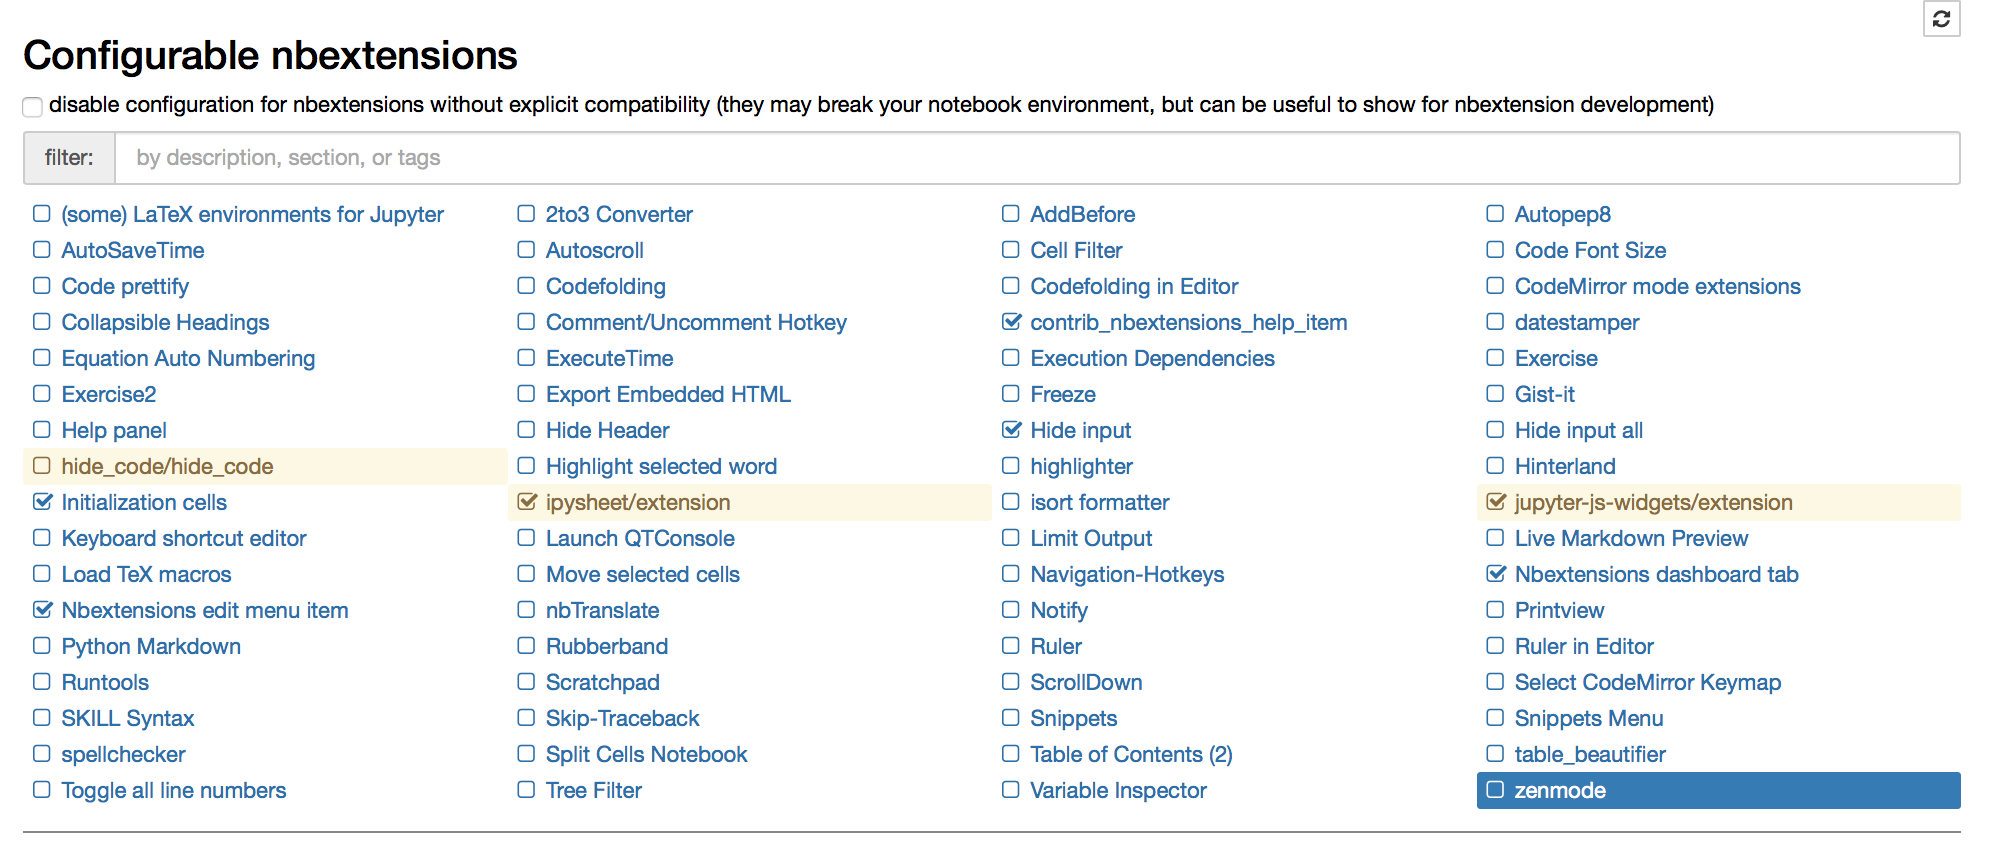 Configurable nbextensions
disable configuration for nbextensions without explicit compatibility (they may break your notebook environment, but can be useful to show for nbextension development)
filter: by description, section, or tags
(some) LaTeX environments for Jupyter 2to3 Converter AddBefore Autopep8
AutoSaveTime Autoscroll Cell Filter Code Font Size
Code prettify Codefolding Codefolding in Editor CodeMirror mode extensions
Collapsible Headings Comment/Uncomment Hotkey contrib_nbextensions_help_item datestamper
Equation Auto Numbering ExecuteTime Execution Dependencies Exercise
Exercise2 Export Embedded HTML Freeze Gist-it
Help panel Hide Header Hide input Hide input all
hide_code/hide_code Highlight selected word highlighter Hinterland
Initialization cells ipysheet/extension isort formatter jupyter-js-widgets/extension
Keyboard shortcut editor Launch QTConsole Limit Output Live Markdown Preview
Load TeX macros Move selected cells Navigation-Hotkeys Nbextensions dashboard tab
Nbextensions edit menu item nbTranslate Notify Printview
Python Markdown Rubberband Ruler Ruler in Editor
Runtools Scratchpad ScrollDown Select CodeMirror Keymap
SKILL Syntax Skip-Traceback Snippets Snippets Menu
spellchecker Split Cells Notebook Table of Contents (2) table_beautifier
Toggle all line numbers Tree Filter Variable Inspector zenmode